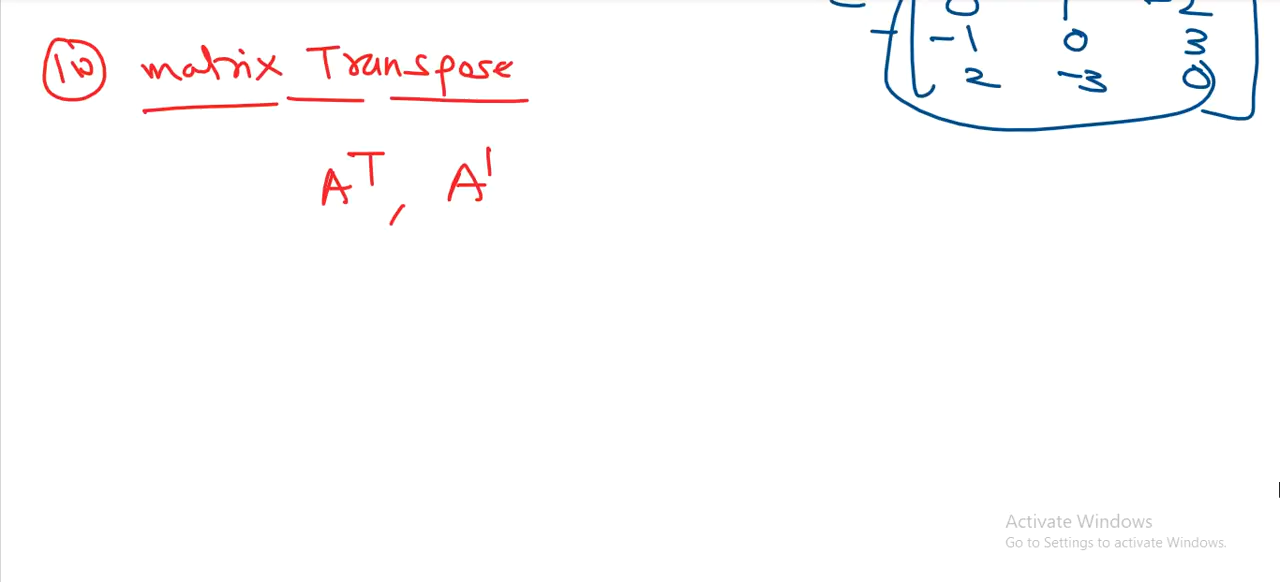 0 1 -2
- -1 0 3
2 -3 0
(iv) matrix Transpose
A^T, A'
Activate Windows
Go to Settings to activate Windows.